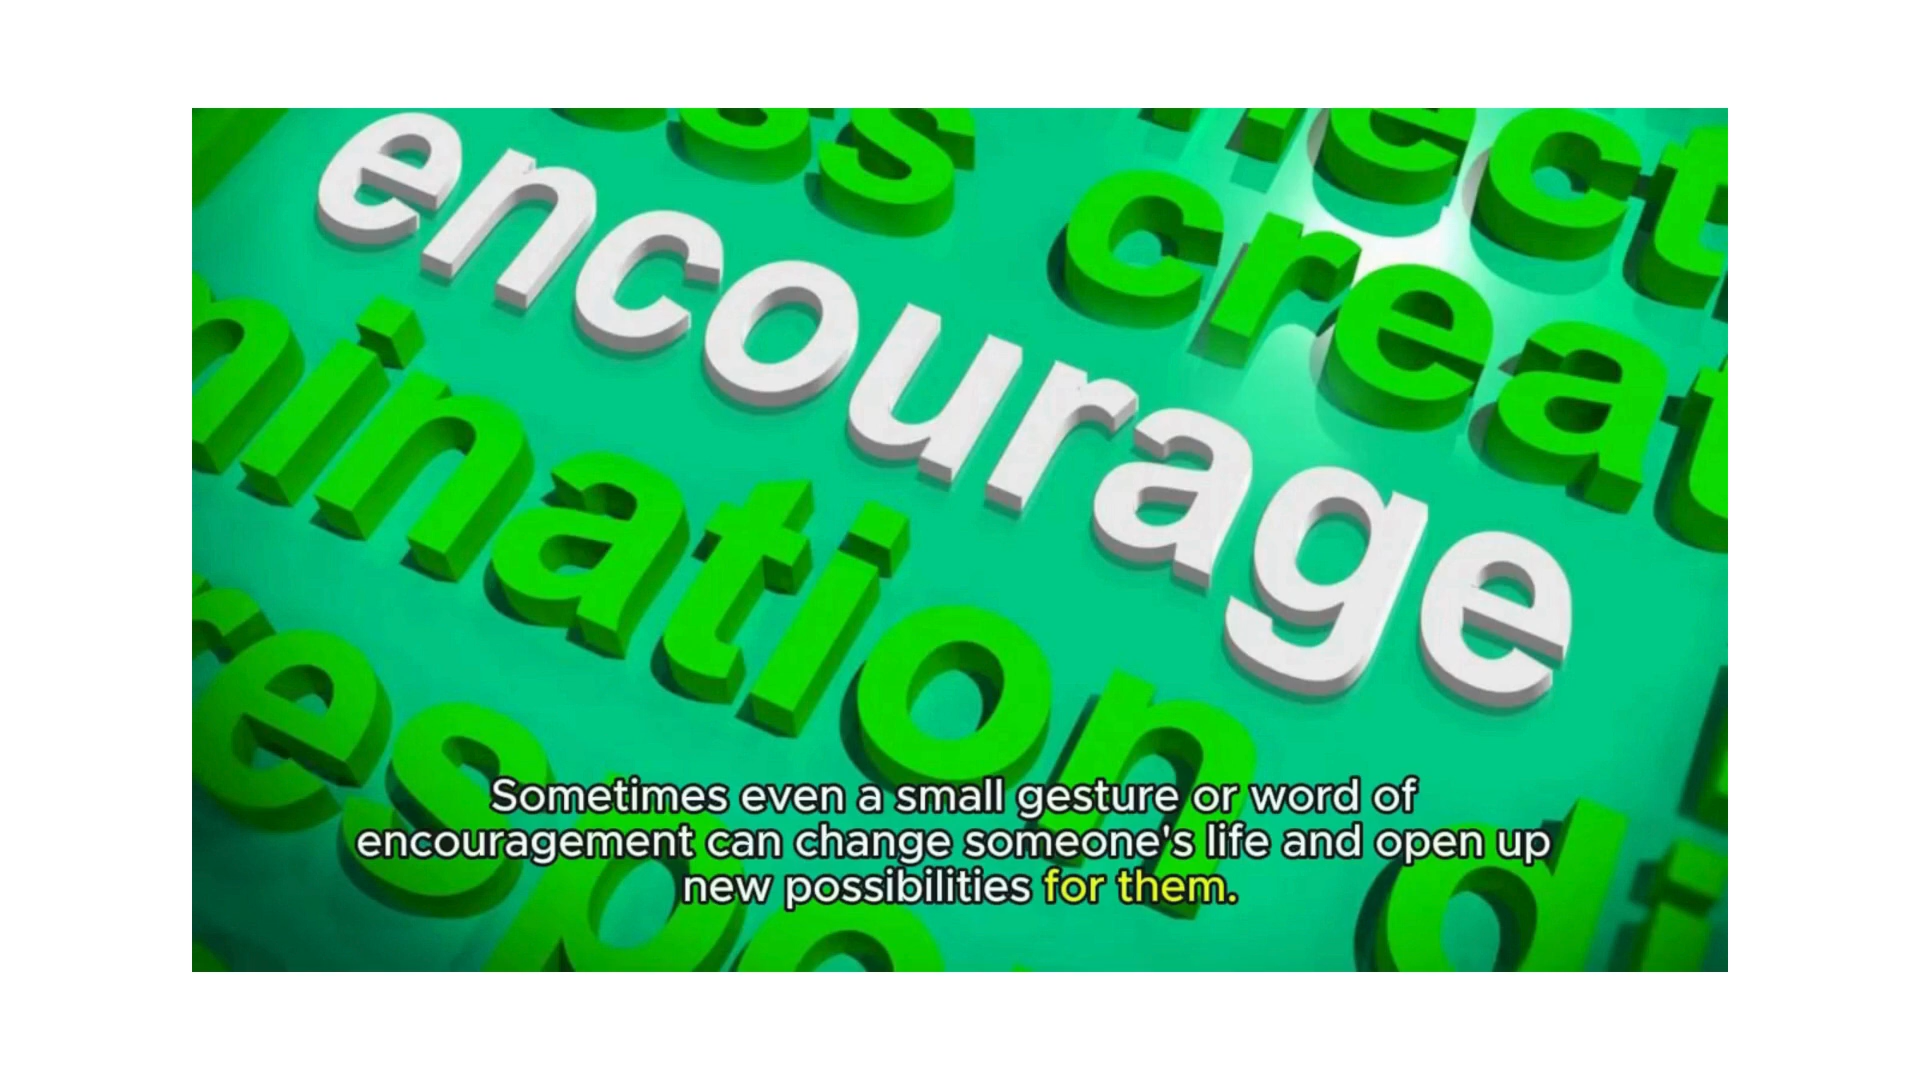 encourage
creat
ination
Sometimes even a small gesture or word of
encouragement can change someone's life and open up
new possibilities for them.